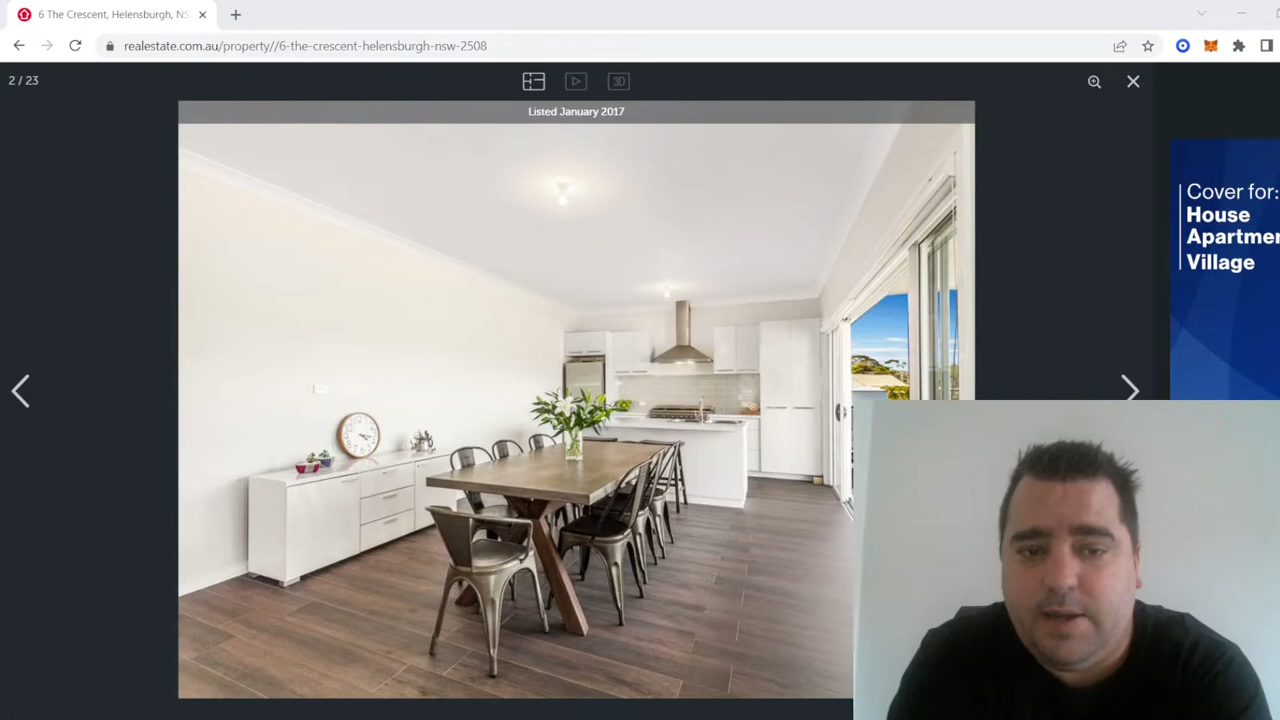 6 The Crescent, Helensburgh, NS
realestate.com.au/property//6-the-crescent-helensburgh-nsw-2508
2 / 23
3D
Listed January 2017
Cover for:
House
Apartmen
Village